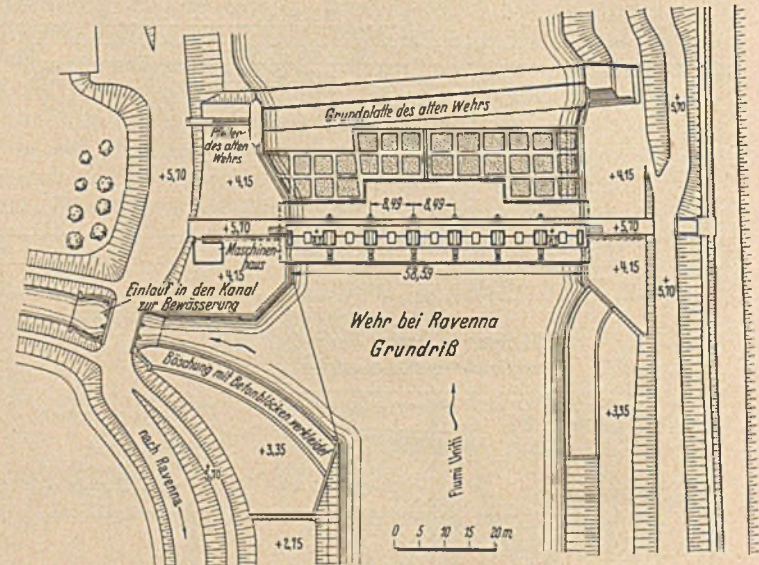 Grundplatte des alten Wehrs
Pfeiler
des alten
Wehrs
+5,70
+4,15
+5,70
+4,15
8,49 8,49
+5,70
+5,70
Maschinen-
haus
+4,15
58,59
+4,15
+5,70
Einlauf in den Kanal
zur Bewässerung
Wehr bei Ravenna
Grundriß
Böschung mit Betonblöcken verkleidet
nach Ravenna
+3,35
+3,35
Fiumi Uniti
+2,15
0 5 10 15 20 m